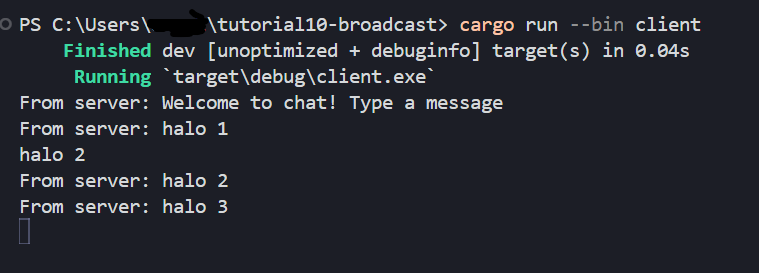 PS C:\Users\\tutorial10-broadcast> cargo run --bin client
Finished dev [unoptimized + debuginfo] target(s) in 0.04s
Running `target\debug\client.exe`
From server: Welcome to chat! Type a message
From server: halo 1
halo 2
From server: halo 2
From server: halo 3